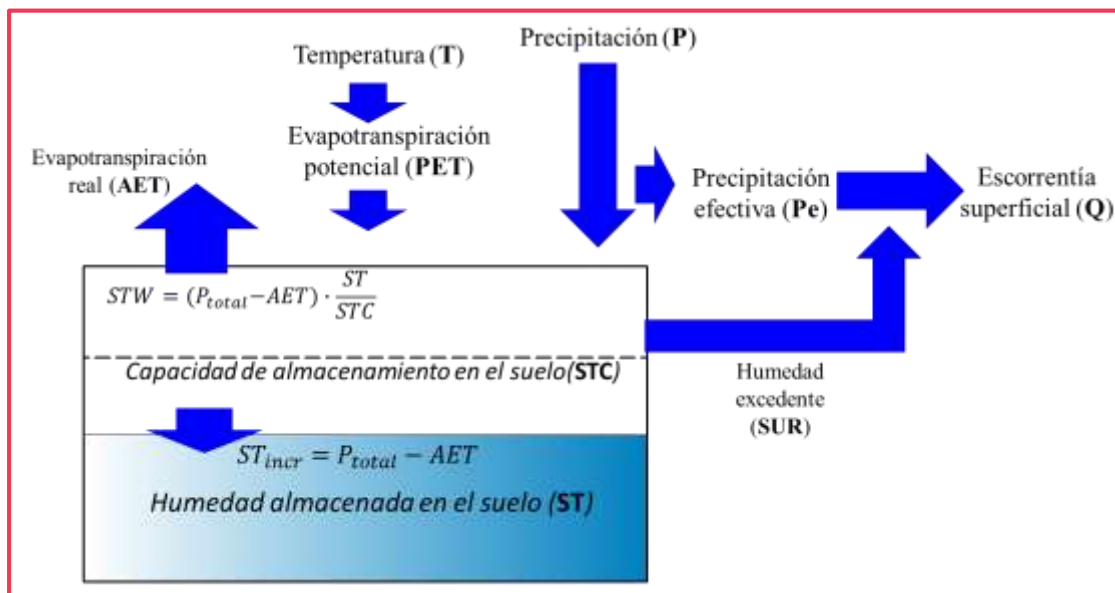 Precipitación (P)
Temperatura (T)
Evapotranspiración
potencial (PET)
Evapotranspiración
real (AET)
Precipitación
efectiva (Pe)
Escorrentía
superficial (Q)
STW = (P_total−AET) · ST/STC
Capacidad de almacenamiento en el suelo(STC)
Humedad
excedente
(SUR)
ST_incr = P_total − AET
Humedad almacenada en el suelo (ST)